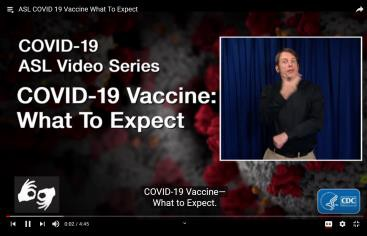 ASL COVID 19 Vaccine What To Expect
COVID-19
ASL Video Series
COVID-19 Vaccine:
What To Expect
COVID-19 Vaccine—
What to Expect.
CDC
0:02 / 4:45